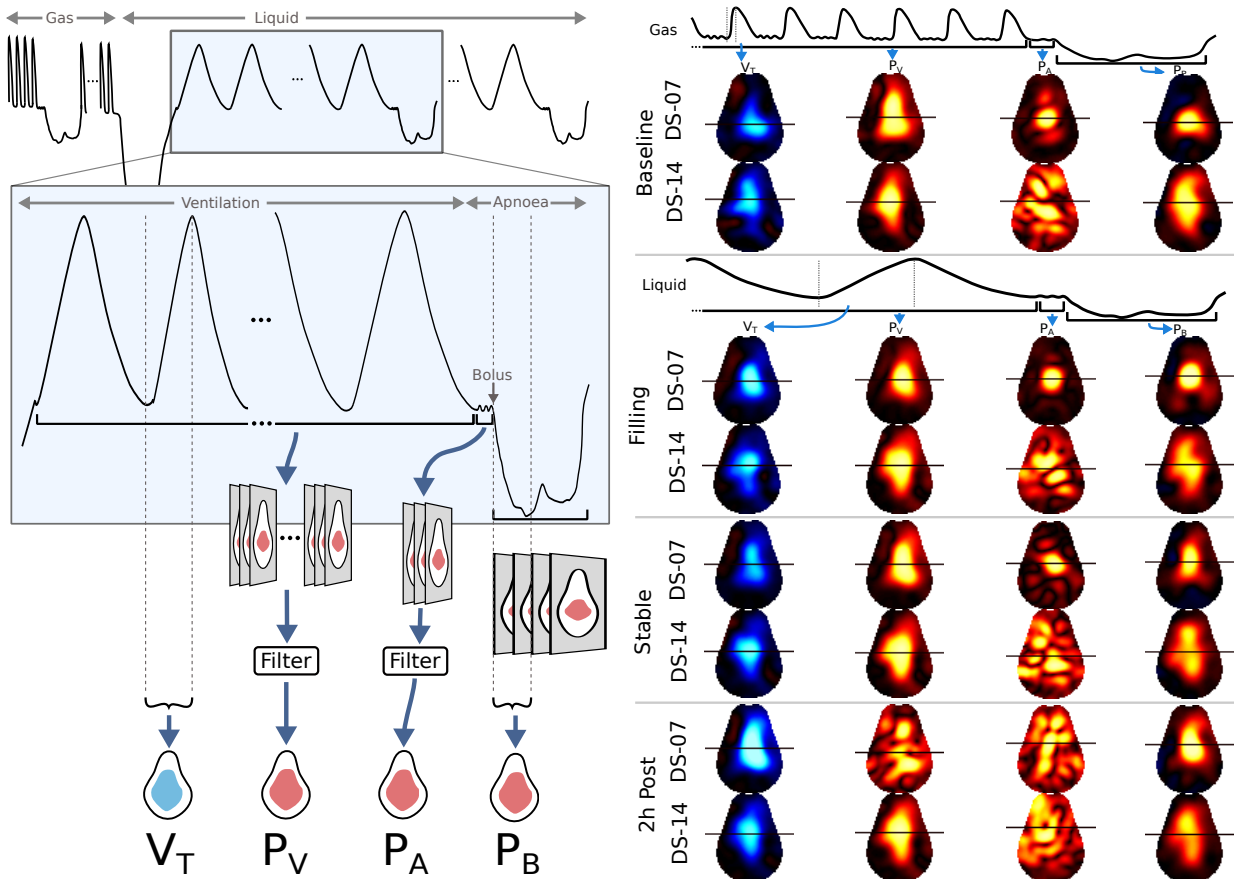 Gas
Liquid
...
...
...
Ventilation
Apnoea
...
Bolus
...
...
Filter
Filter
V_T
P_V
P_A
P_B
Gas
...
V_T
P_V
P_A
Baseline
DS-07
DS-14
Liquid
...
V_T
P_V
P_A
P_B
Filling
DS-07
DS-14
Stable
DS-07
DS-14
2h Post
DS-07
DS-14